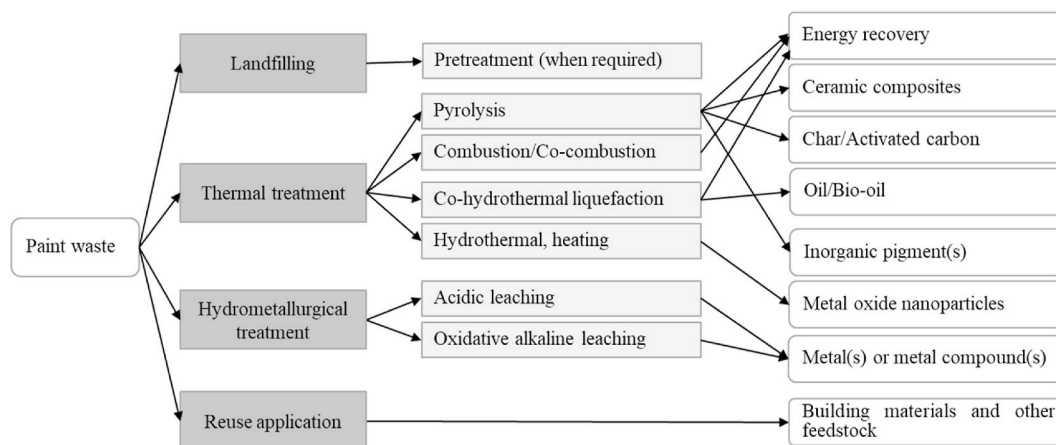 Paint waste
Landfilling
Thermal treatment
Hydrometallurgical
treatment
Reuse application
Pretreatment (when required)
Pyrolysis
Combustion/Co-combustion
Co-hydrothermal liquefaction
Hydrothermal, heating
Acidic leaching
Oxidative alkaline leaching
Energy recovery
Ceramic composites
Char/Activated carbon
Oil/Bio-oil
Inorganic pigment(s)
Metal oxide nanoparticles
Metal(s) or metal compound(s)
Building materials and other
feedstock